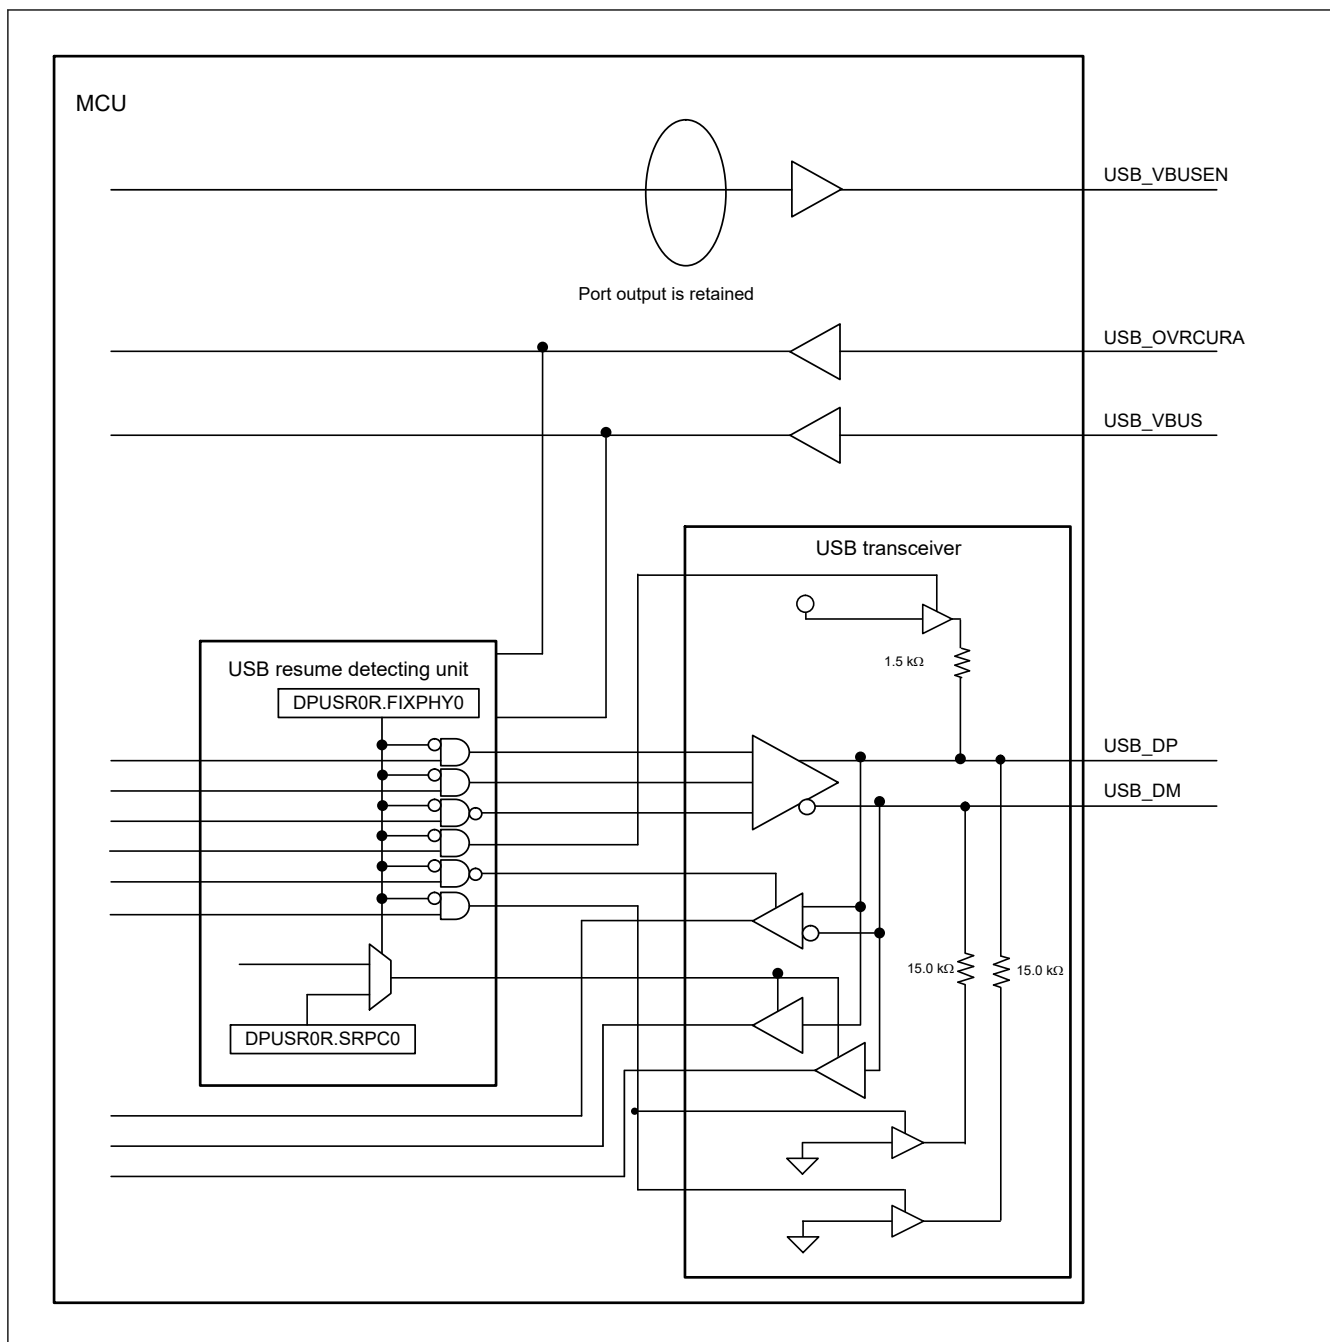 MCU
USB_VBUSEN
Port output is retained
USB_OVRCURA
USB_VBUS
USB transceiver
1.5 kΩ
USB resume detecting unit
DPUSR0R.FIXPHY0
USB_DP
USB_DM
15.0 kΩ
15.0 kΩ
DPUSR0R.SRPC0